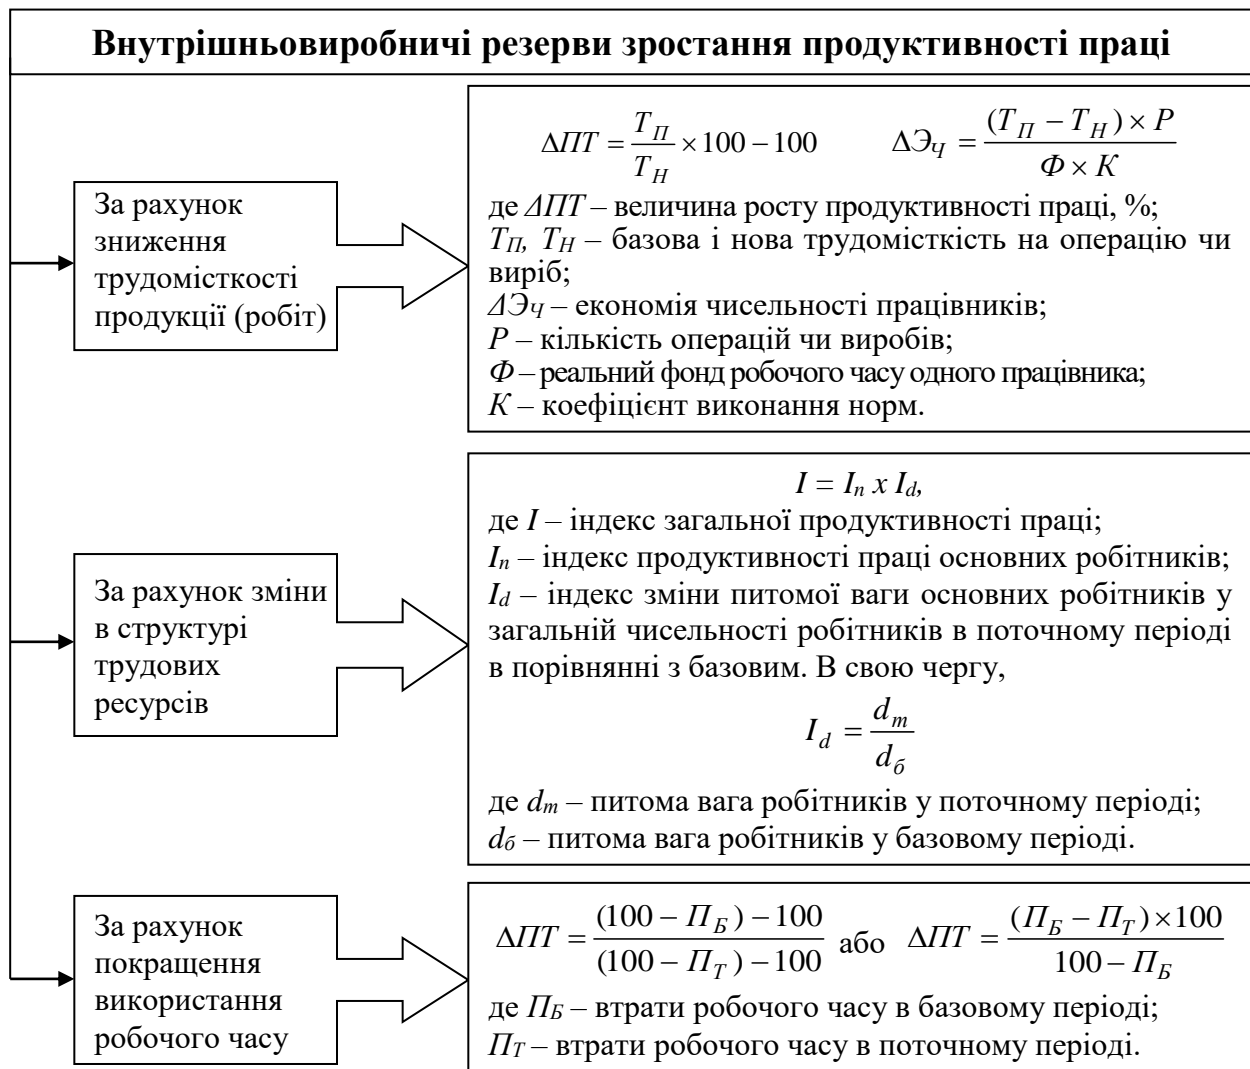 Внутрішньовиробничі резерви зростання продуктивності праці
За рахунок
зниження
трудомісткості
продукції (робіт)
ΔПТ = T_П / T_Н × 100 − 100    ΔЭ_Ч = (T_П − T_Н) × P / (Ф × К)
де ΔПТ – величина росту продуктивності праці, %;
T_П, T_Н – базова і нова трудомісткість на операцію чи
виріб;
ΔЭ_Ч – економія чисельності працівників;
Р – кількість операцій чи виробів;
Ф – реальний фонд робочого часу одного працівника;
К – коефіцієнт виконання норм.
За рахунок зміни
в структурі
трудових
ресурсів
I = I_n x I_d,
де I – індекс загальної продуктивності праці;
I_n – індекс продуктивності праці основних робітників;
I_d – індекс зміни питомої ваги основних робітників у
загальній чисельності робітників в поточному періоді
в порівнянні з базовим. В свою чергу,
I_d = d_m / d_б
де d_m – питома вага робітників у поточному періоді;
d_б – питома вага робітників у базовому періоді.
За рахунок
покращення
використання
робочого часу
ΔПТ = ((100 − П_Б) − 100) / ((100 − П_Т) − 100) або ΔПТ = (П_Б − П_Т) × 100 / (100 − П_Б)
де П_Б – втрати робочого часу в базовому періоді;
П_Т – втрати робочого часу в поточному періоді.